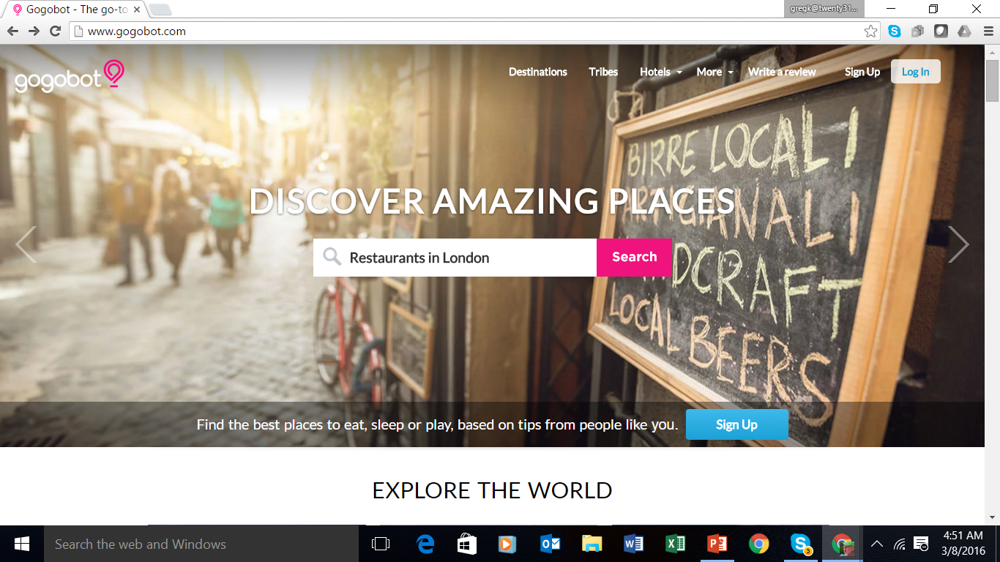 Gogobot - The go-to
gregk@twenty31...
www.gogobot.com
gogobot
Destinations Tribes Hotels More Write a review Sign Up Log In
BIRRE LOCALI
ARTIGIANALI
DISCOVER AMAZING PLACES
Restaurants in London
Search
DCRAFT
LOCAL BEERS
Find the best places to eat, sleep or play, based on tips from people like you.
Sign Up
EXPLORE THE WORLD
Search the web and Windows
3
4:51 AM
3/8/2016